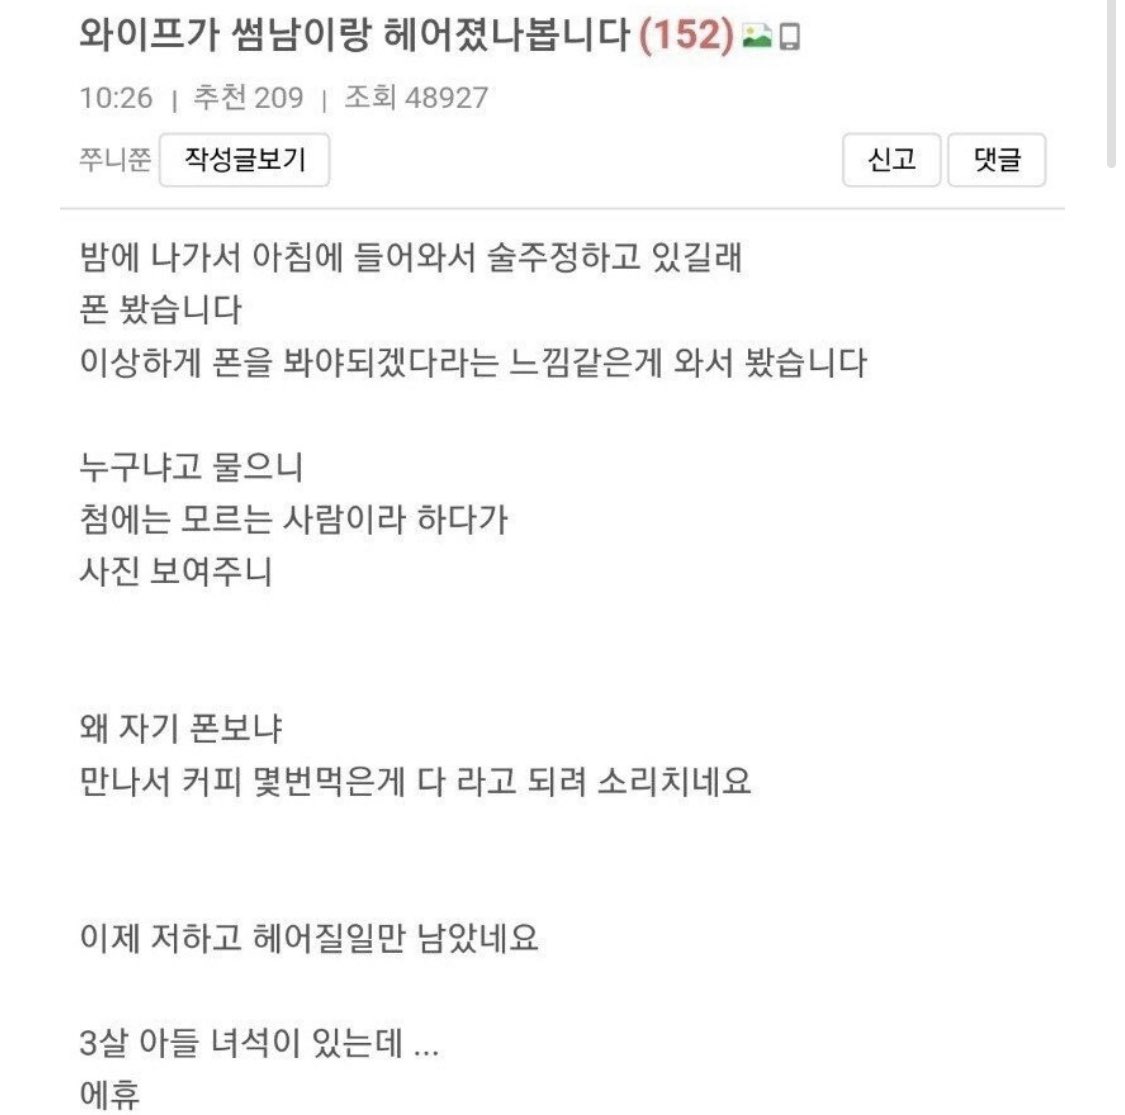 와이프가 썸남이랑 헤어졌나봅니다 (152)
10:26 | 추천 209 | 조회 48927
쭈니쭌 작성글보기 신고 댓글
밤에 나가서 아침에 들어와서 술주정하고 있길래
폰 봤습니다
이상하게 폰을 봐야되겠다라는 느낌같은게 와서 봤습니다
누구냐고 물으니
첨에는 모르는 사람이라 하다가
사진 보여주니
왜 자기 폰보냐
만나서 커피 몇번먹은게 다 라고 되려 소리치네요
이제 저하고 헤어질일만 남았네요
3살 아들 녀석이 있는데 ...
에휴